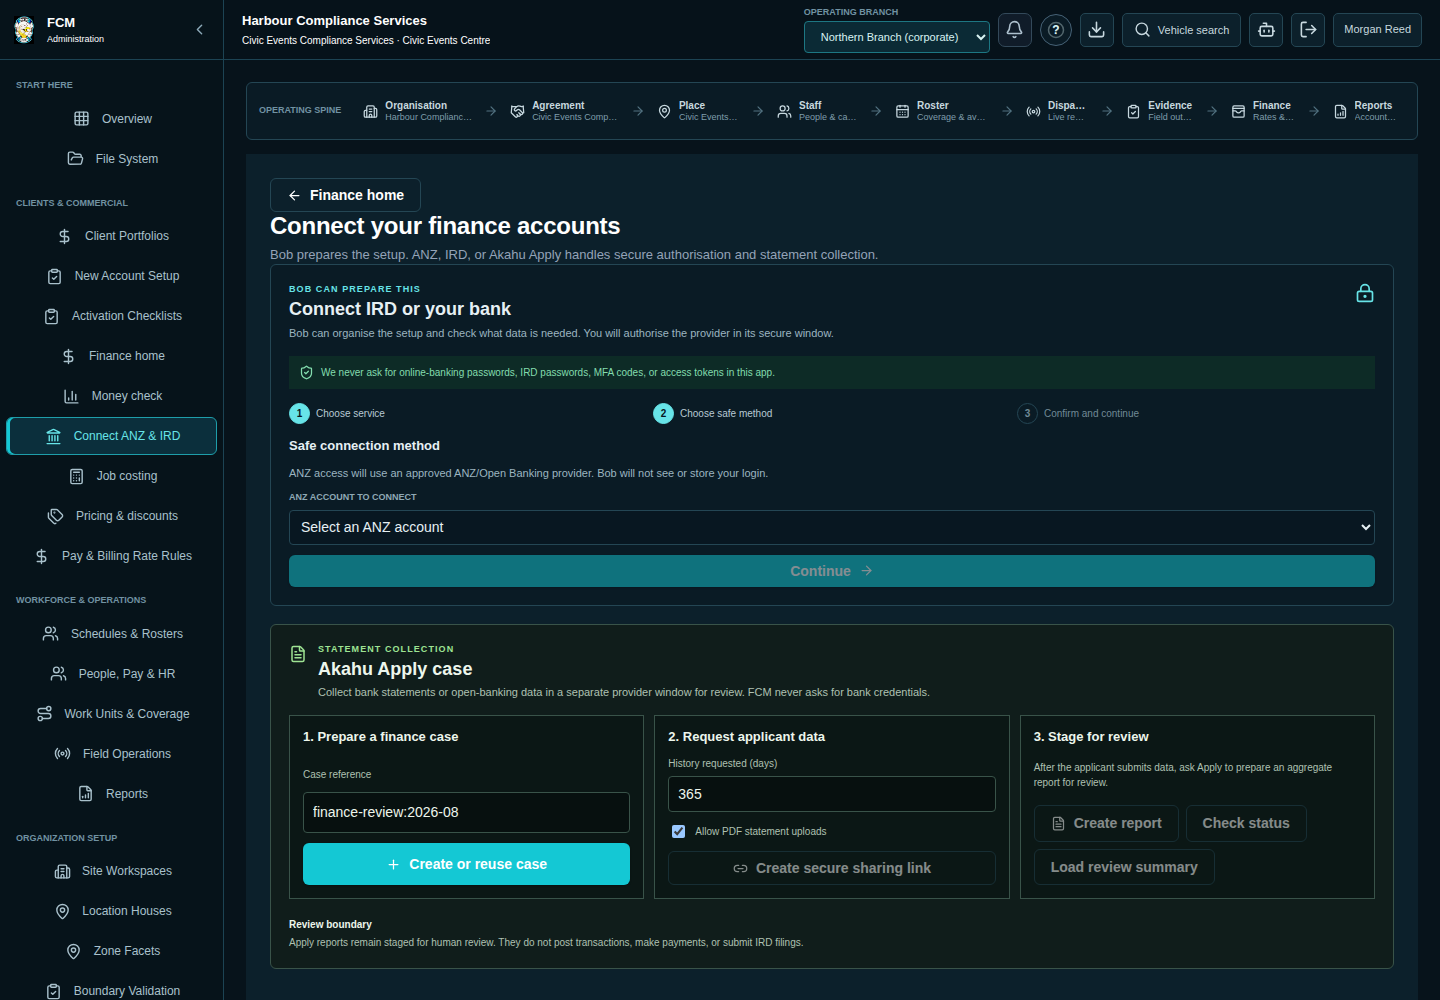 FCM
Administration
Harbour Compliance Services
Civic Events Compliance Services · Civic Events Centre
OPERATING BRANCH
Northern Branch (corporate)
Vehicle search
Morgan Reed
START HERE
Overview
File System
CLIENTS & COMMERCIAL
Client Portfolios
New Account Setup
Activation Checklists
Finance home
Money check
Connect ANZ & IRD
Job costing
Pricing & discounts
Pay & Billing Rate Rules
WORKFORCE & OPERATIONS
Schedules & Rosters
People, Pay & HR
Work Units & Coverage
Field Operations
Reports
ORGANIZATION SETUP
Site Workspaces
Location Houses
Zone Facets
Boundary Validation
OPERATING SPINE
Organisation
Harbour Complianc...
Agreement
Civic Events Comp...
Place
Civic Events...
Staff
People & ca...
Roster
Coverage & av...
Dispa...
Live re...
Evidence
Field out...
Finance
Rates &...
Reports
Account...
Finance home
Connect your finance accounts
Bob prepares the setup. ANZ, IRD, or Akahu Apply handles secure authorisation and statement collection.
BOB CAN PREPARE THIS
Connect IRD or your bank
Bob can organise the setup and check what data is needed. You will authorise the provider in its secure window.
We never ask for online-banking passwords, IRD passwords, MFA codes, or access tokens in this app.
1 Choose service
2 Choose safe method
3 Confirm and continue
Safe connection method
ANZ access will use an approved ANZ/Open Banking provider. Bob will not see or store your login.
ANZ ACCOUNT TO CONNECT
Select an ANZ account
Continue
STATEMENT COLLECTION
Akahu Apply case
Collect bank statements or open-banking data in a separate provider window for review. FCM never asks for bank credentials.
1. Prepare a finance case
Case reference
finance-review:2026-08
Create or reuse case
2. Request applicant data
History requested (days)
365
Allow PDF statement uploads
Create secure sharing link
3. Stage for review
After the applicant submits data, ask Apply to prepare an aggregate
report for review.
Create report
Check status
Load review summary
Review boundary
Apply reports remain staged for human review. They do not post transactions, make payments, or submit IRD filings.